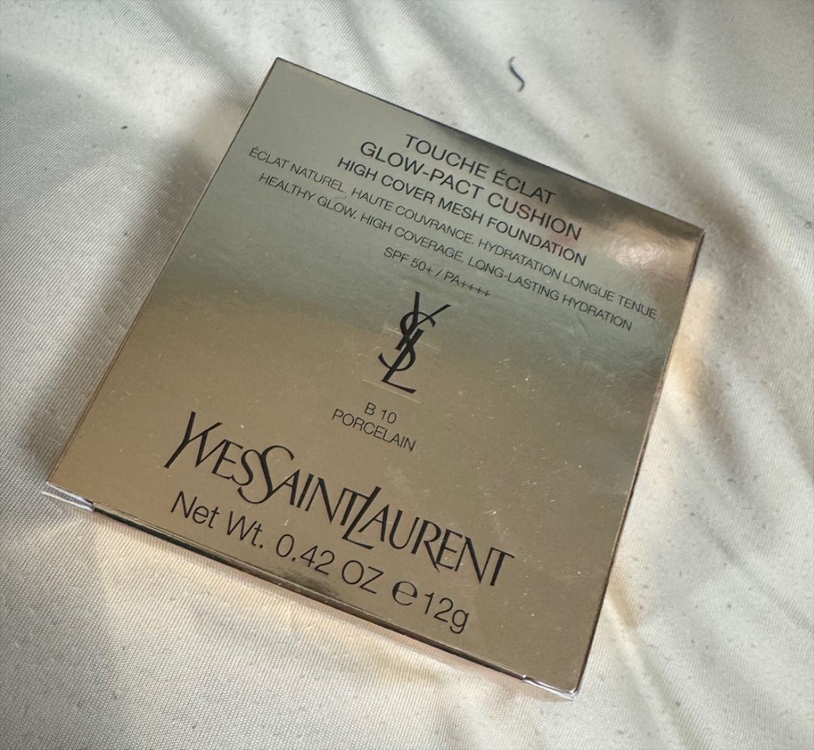 TOUCHE ÉCLAT
GLOW-PACT CUSHION
HIGH COVER MESH FOUNDATION
ÉCLAT NATUREL. HAUTE COUVRANCE. HYDRATATION LONGUE TENUE
HEALTHY GLOW. HIGH COVERAGE. LONG-LASTING HYDRATION
SPF 50+ / PA++++
YSL
B 10
PORCELAIN
YVESSAINTLAURENT
Net Wt. 0.42 OZ ℮12g